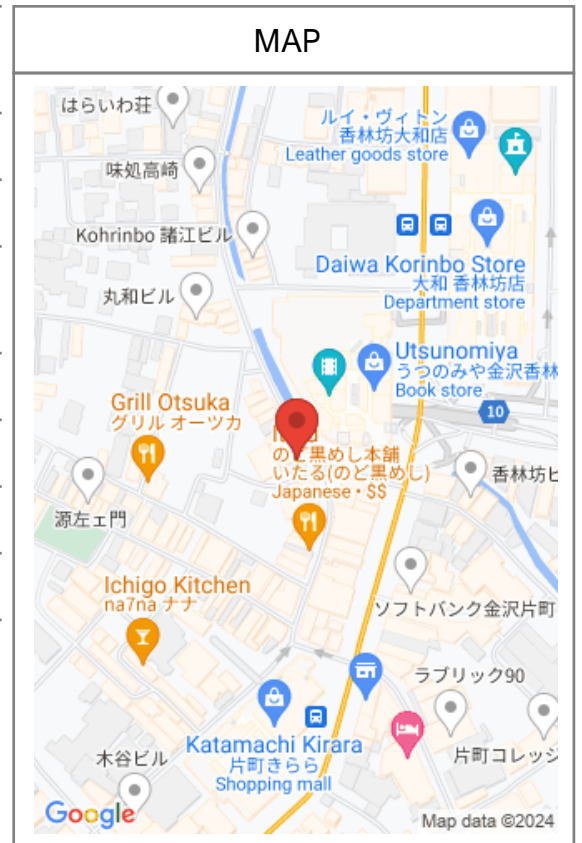 MAP
はらいわ荘
ルイ・ヴィトン
香林坊大和店
Leather goods store
味処高崎
Kohrinbo 諸江ビル
Daiwa Korinbo Store
大和 香林坊店
Department store
丸和ビル
Utsunomiya
うつのみや金沢香林
Book store
10
Grill Otsuka
グリル オーツカ
のど黒めし本舗
いたる(のど黒めし)
Japanese・$$
香林坊ビ
源左ェ門
Ichigo Kitchen
na7na ナナ
ソフトバンク金沢片町
ラブリック90
Katamachi Kirara
片町きらら
Shopping mall
木谷ビル
片町コレッジ
Google
Map data ©2024